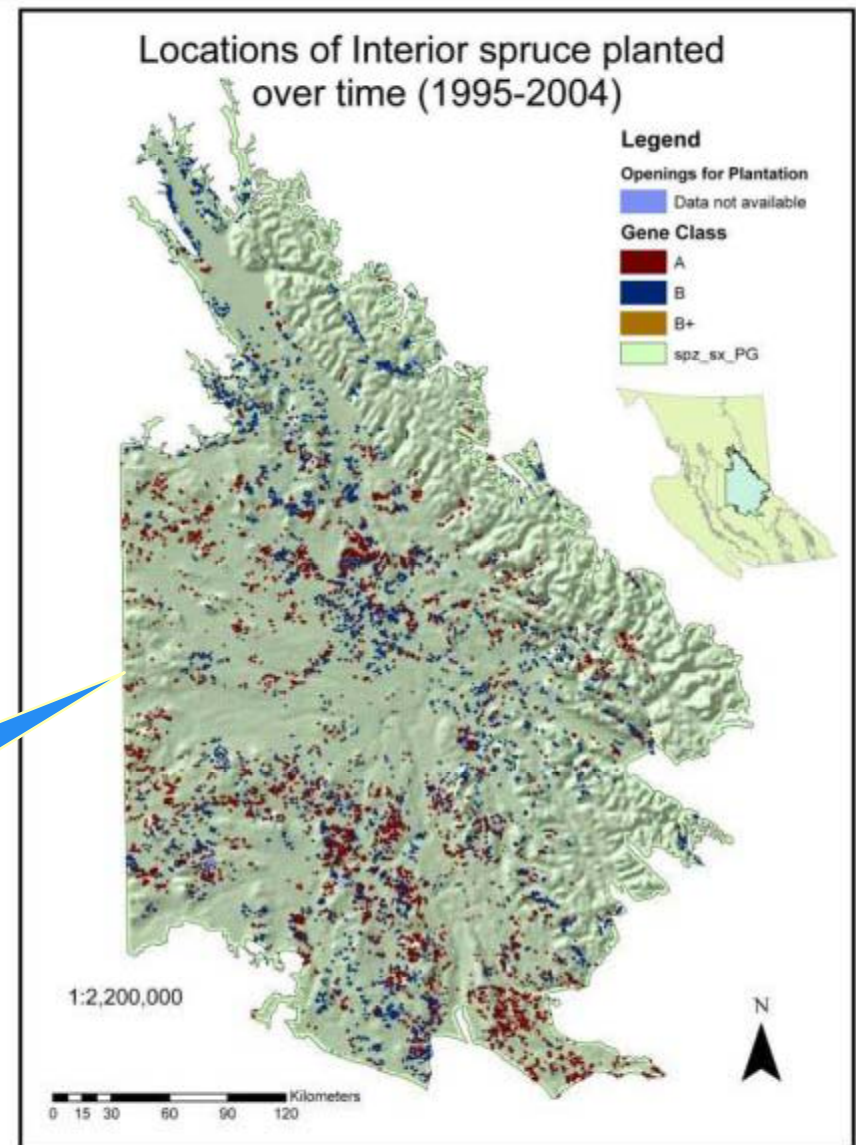 Locations of Interior spruce planted
over time (1995-2004)
Legend
Openings for Plantation
Data not available
Gene Class
A
B
B+
spz_sx_PG
1:2,200,000
N
Kilometers
0 15 30 60 90 120